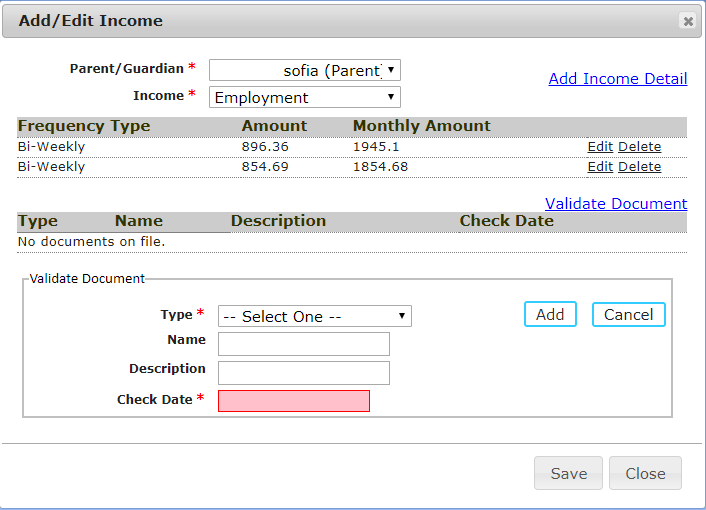 Add/Edit Income
Parent/Guardian * sofia (Parent)
Add Income Detail
Income * Employment
Frequency Type Amount Monthly Amount
Bi-Weekly 896.36 1945.1 Edit Delete
Bi-Weekly 854.69 1854.68 Edit Delete
Validate Document
Type Name Description Check Date
No documents on file.
Validate Document
Type * -- Select One -- Add Cancel
Name
Description
Check Date *
Save Close